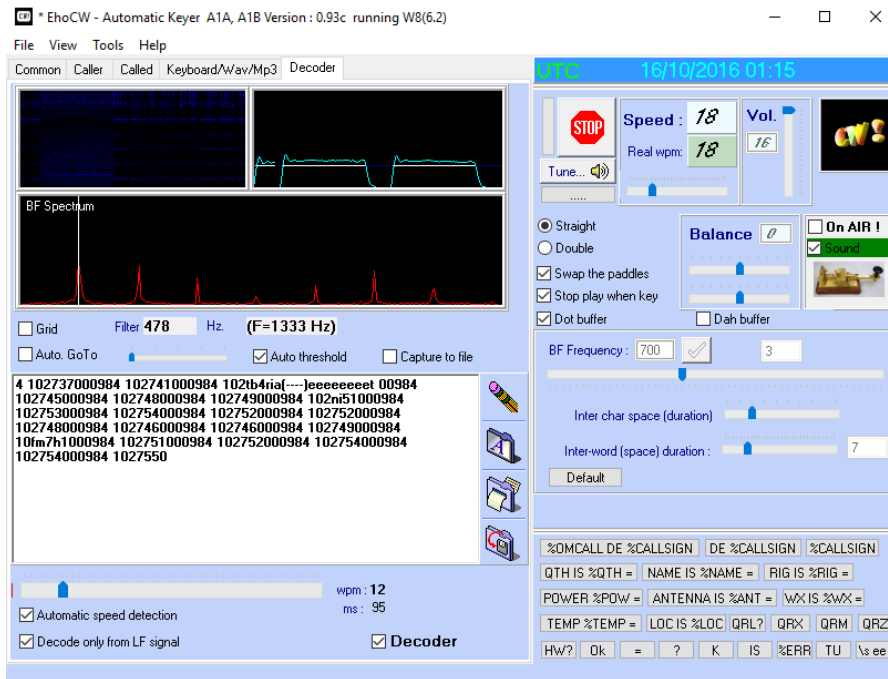 CW! * EhoCW - Automatic Keyer A1A, A1B Version : 0.93c running W8(6.2)
File View Tools Help
Common Caller Called Keyboard/Wav/Mp3 Decoder
UTC 16/10/2016 01:15
STOP
Speed : 18
Real wpm: 18
Vol.
16
CW!
Tune...
.....
BF Spectrum
Straight
Double
Balance 0
On AIR !
Sound
Swap the paddles
Stop play when key
Dot buffer Dah buffer
Grid Filter 478 Hz. (F=1333 Hz)
Auto. GoTo Auto threshold Capture to file
BF Frequency : 700 3
4 102737000984 102741000984 102tb4ria(----)eeeeeeeet 00984
102745000984 102748000984 102749000984 102ni51000984
102753000984 102754000984 102752000984 102752000984
102748000984 102746000984 102746000984 102749000984
10fm7h1000984 102751000984 102752000984 102754000984
102754000984 1027550
Inter char space (duration)
Inter-word (space) duration : 7
Default
%OMCALL DE %CALLSIGN DE %CALLSIGN %CALLSIGN
QTH IS %QTH = NAME IS %NAME = RIG IS %RIG =
POWER %POW = ANTENNA IS %ANT = WX IS %WX =
TEMP %TEMP = LOC IS %LOC QRL? QRX QRM QRZ
HW? Ok = ? K IS %ERR TU \s ee
wpm : 12
ms : 95
Automatic speed detection
Decode only from LF signal Decoder